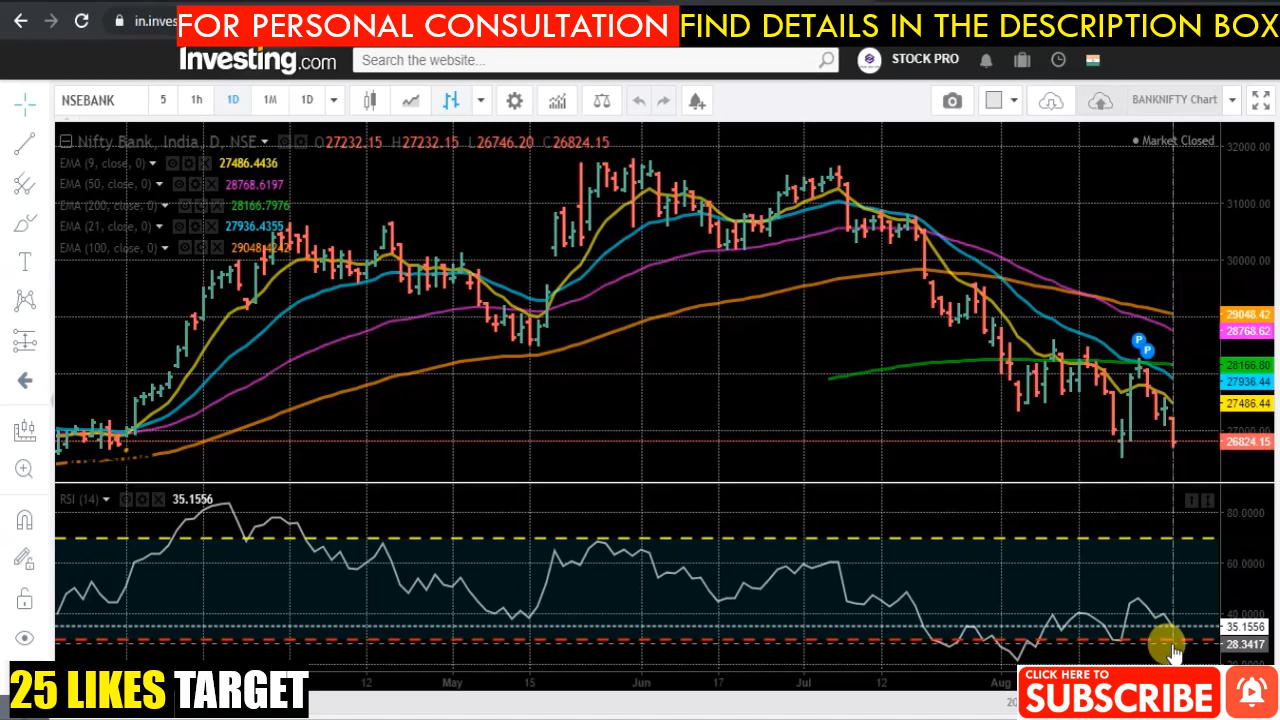 in.inves
FOR PERSONAL CONSULTATION FIND DETAILS IN THE DESCRIPTION BOX
Investing.com
Search the website...
STOCK PRO
NSEBANK 5 1h 1D 1M 1D BANKNIFTY Chart
Nifty Bank, India, D, NSE O27232.15 H27232.15 L26746.20 C26824.15
Market Closed
EMA (9, close, 0) 27486.4436
EMA (50, close, 0) 28768.6197
EMA (200, close, 0) 28166.7976
EMA (21, close, 0) 27936.4355
EMA (100, close, 0) 29048.4242
32000.00
31000.00
30000.00
29048.42
28768.62
28166.80
27936.44
27486.44
27000.00
26824.15
P
P
RSI (14) 35.1556
80.0000
60.0000
40.0000
35.1556
28.3417
12 May 15 Jun 17 Jul 12 Aug
25 LIKES TARGET
CLICK HERE TO
SUBSCRIBE